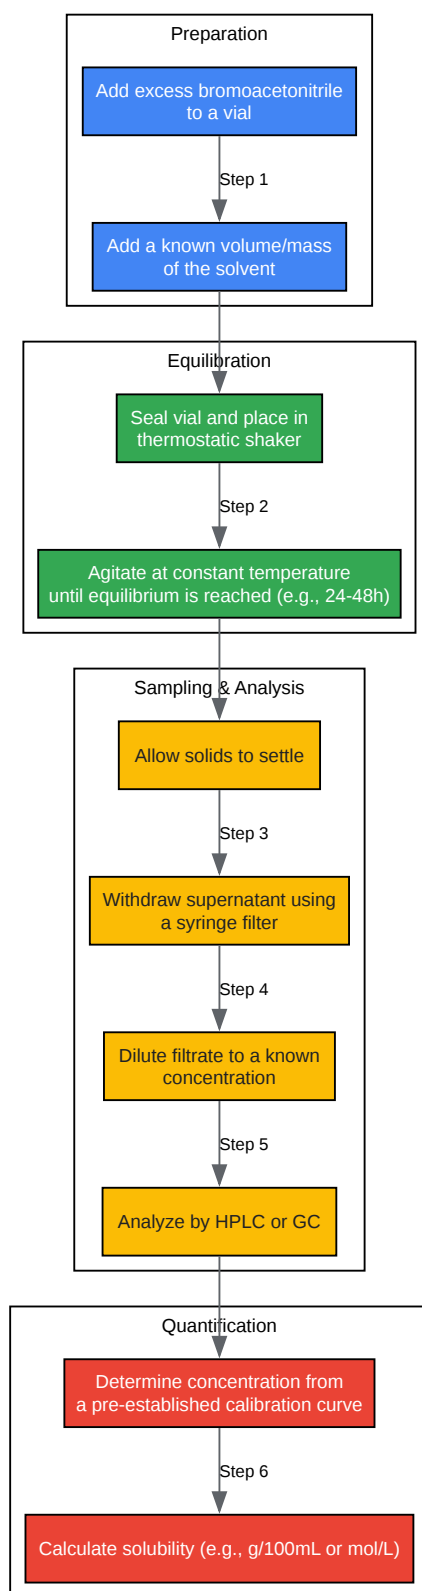 Preparation
Add excess bromoacetonitrile
to a vial
Step 1
Add a known volume/mass
of the solvent
Equilibration
Seal vial and place in
thermostatic shaker
Step 2
Agitate at constant temperature
until equilibrium is reached (e.g., 24-48h)
Sampling & Analysis
Allow solids to settle
Step 3
Withdraw supernatant using
a syringe filter
Step 4
Dilute filtrate to a known
concentration
Step 5
Analyze by HPLC or GC
Quantification
Determine concentration from
a pre-established calibration curve
Step 6
Calculate solubility (e.g., g/100mL or mol/L)